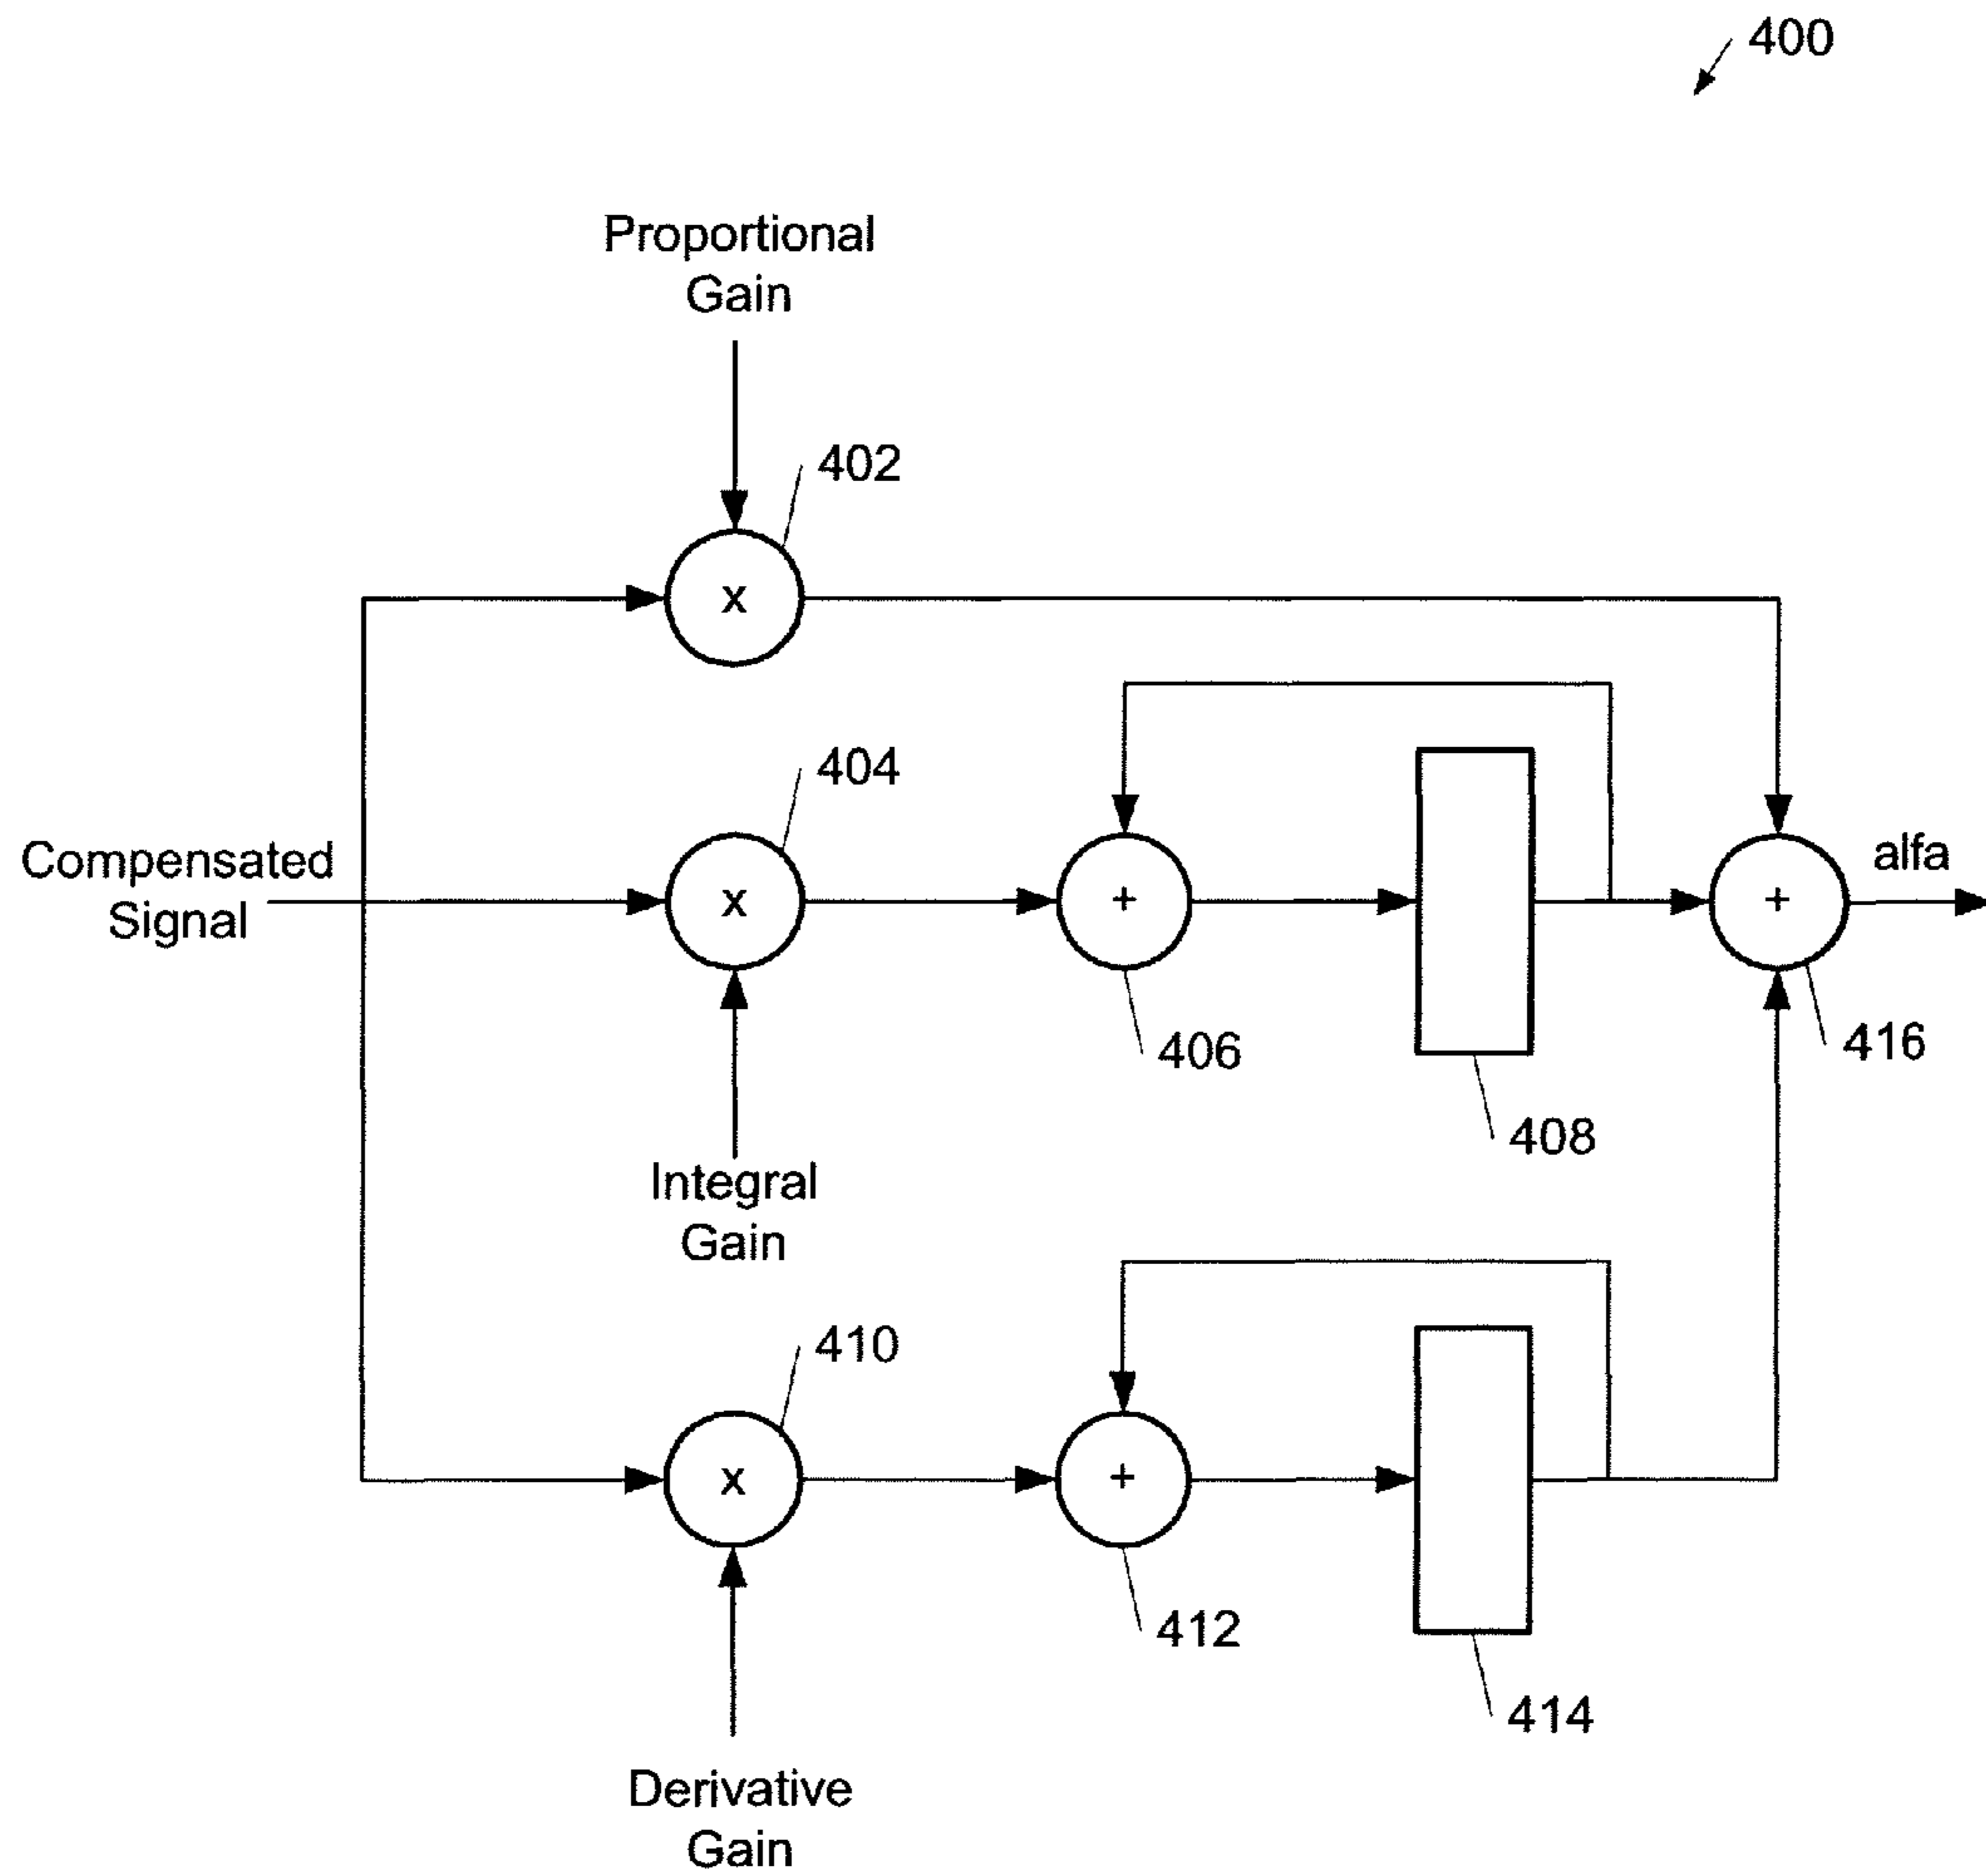 400
Proportional
Gain
402
x
404
Compensated
Signal
x
+
+
alfa
406
416
408
Integral
Gain
410
x
+
412
414
Derivative
Gain